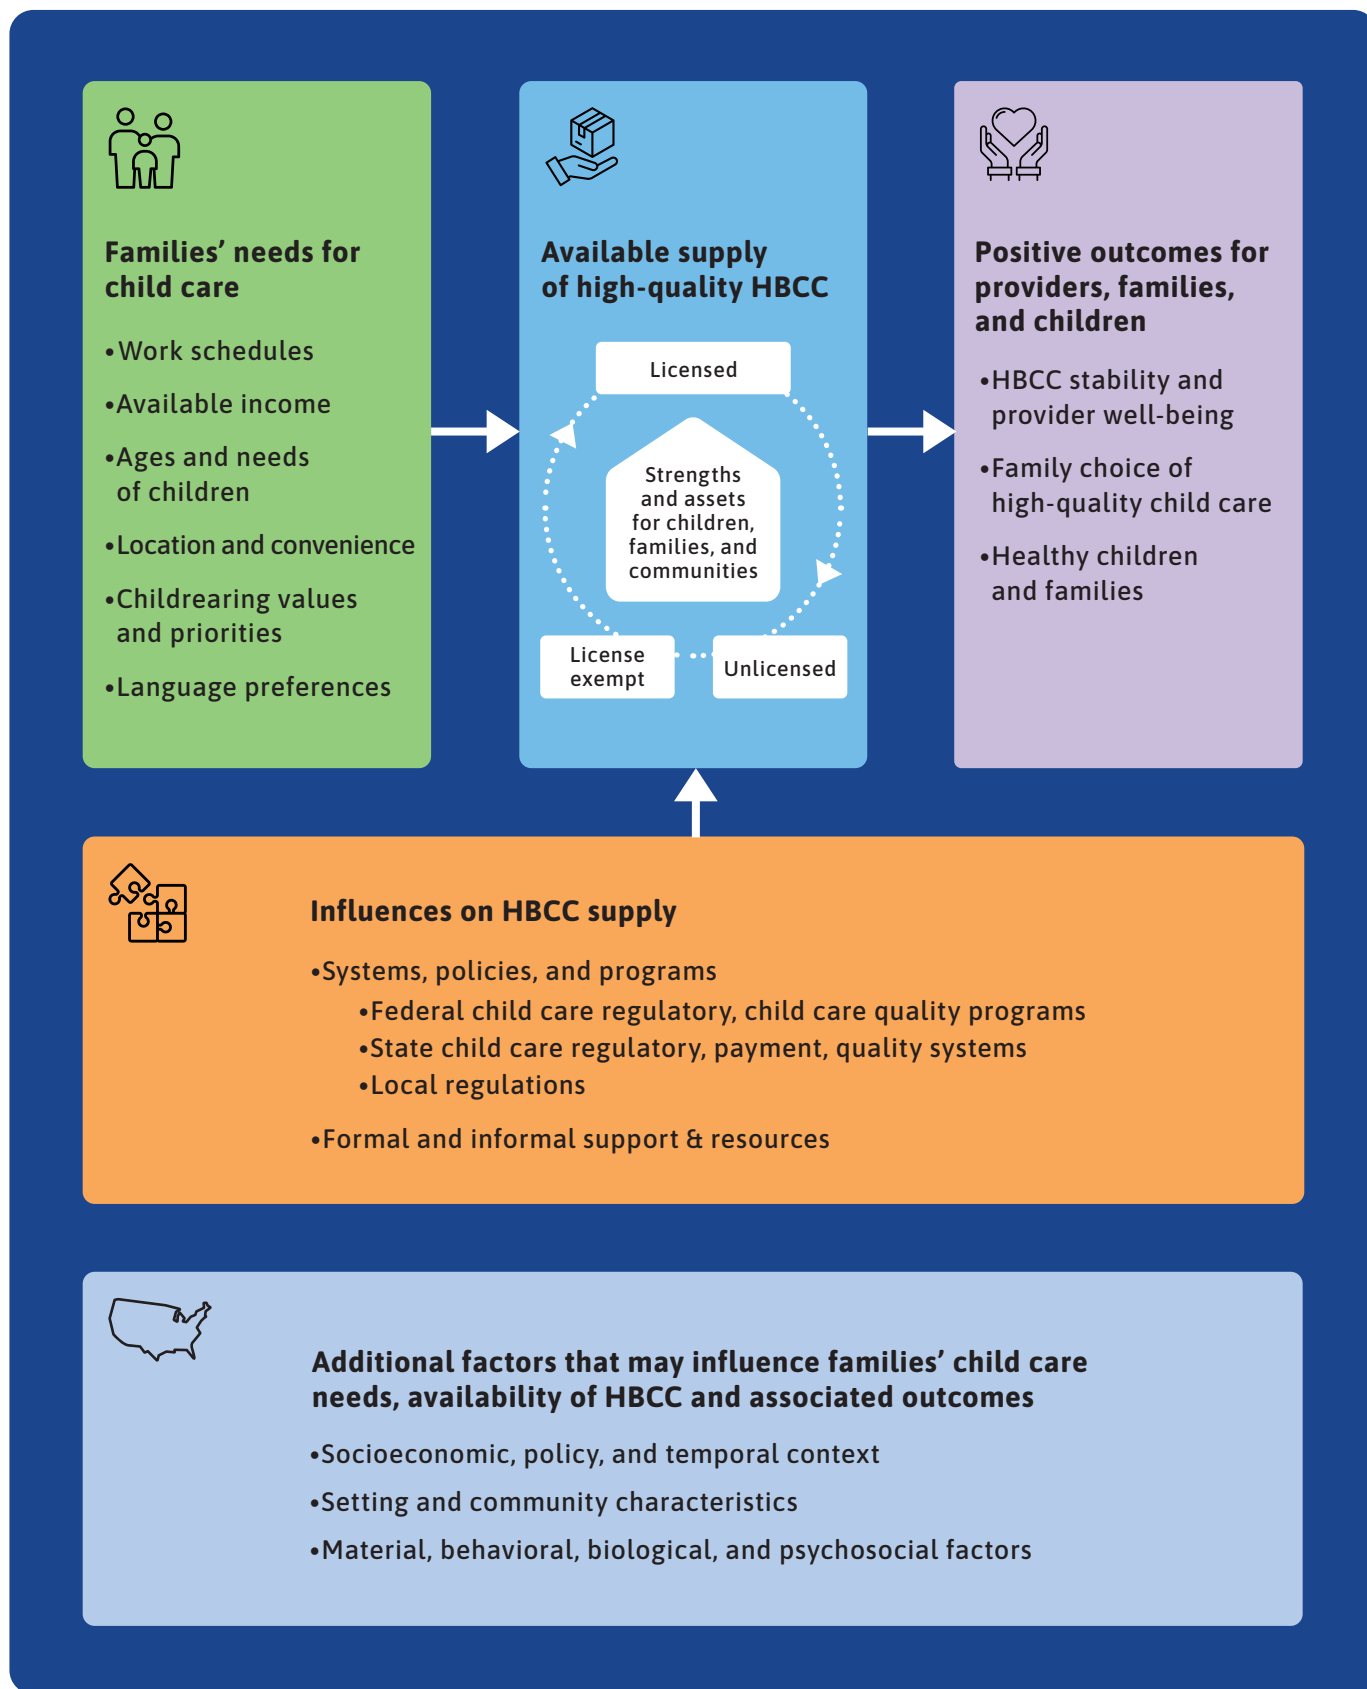 Families’ needs for
child care
•Work schedules
•Available income
•Ages and needs
of children
•Location and convenience
•Childrearing values
and priorities
•Language preferences
Available supply
of high-quality HBCC
Licensed
Strengths
and assets
for children,
families, and
communities
License
exempt
Unlicensed
Positive outcomes for
providers, families,
and children
•HBCC stability and
provider well-being
•Family choice of
high-quality child care
•Healthy children
and families
Influences on HBCC supply
•Systems, policies, and programs
•Federal child care regulatory, child care quality programs
•State child care regulatory, payment, quality systems
•Local regulations
•Formal and informal support & resources
Additional factors that may influence families’ child care
needs, availability of HBCC and associated outcomes
•Socioeconomic, policy, and temporal context
•Setting and community characteristics
•Material, behavioral, biological, and psychosocial factors